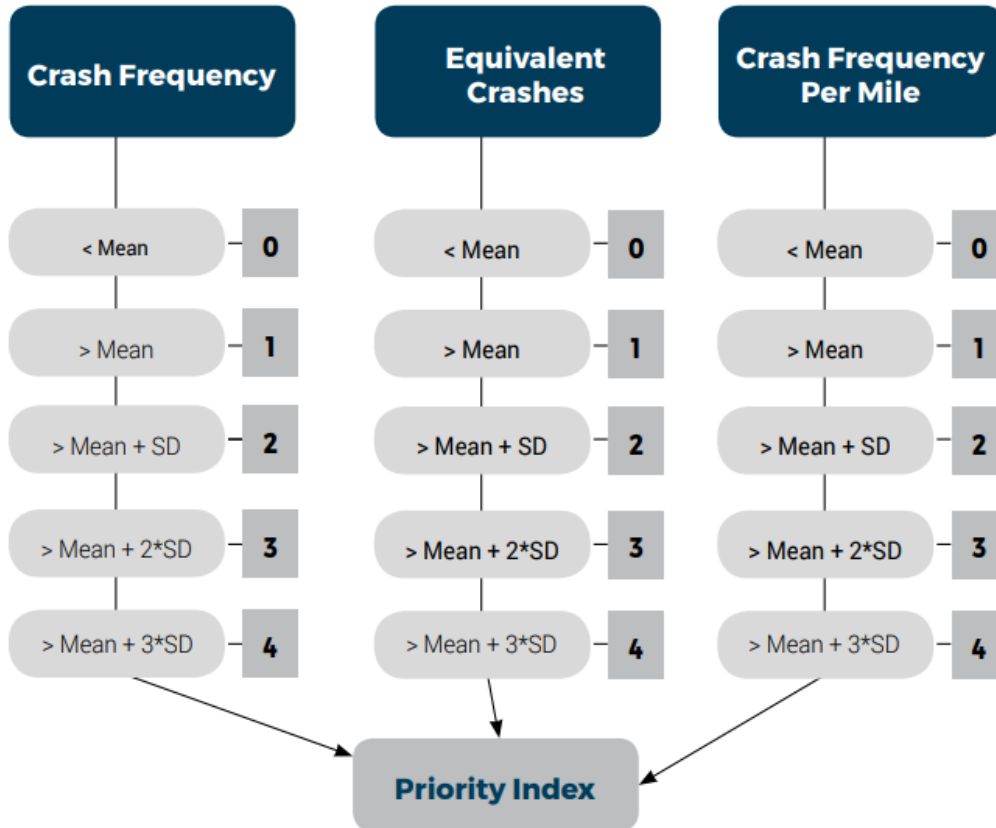 Crash Frequency
Equivalent
Crashes
Crash Frequency
Per Mile
< Mean
0
< Mean
0
< Mean
0
> Mean
1
> Mean
1
> Mean
1
> Mean + SD
2
> Mean + SD
2
> Mean + SD
2
> Mean + 2*SD
3
> Mean + 2*SD
3
> Mean + 2*SD
3
> Mean + 3*SD
4
> Mean + 3*SD
4
> Mean + 3*SD
4
Priority Index